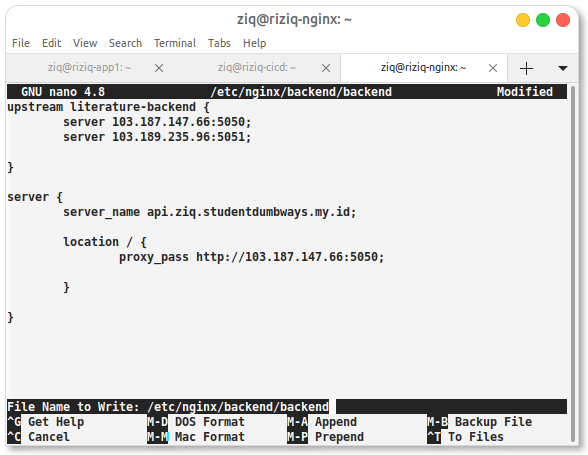 ziq@riziq-nginx: ~
File Edit View Search Terminal Tabs Help
ziq@riziq-app1: ~ × ziq@riziq-cicd: ~ × ziq@riziq-nginx: ~ ×
GNU nano 4.8 /etc/nginx/backend/backend Modified
upstream literature-backend {
server 103.187.147.66:5050;
server 103.189.235.96:5051;
}
server {
server_name api.ziq.studentdumbways.my.id;
location / {
proxy_pass http://103.187.147.66:5050;
}
}
File Name to Write: /etc/nginx/backend/backend
^G Get Help M-D DOS Format M-A Append M-B Backup File
^C Cancel M-M Mac Format M-P Prepend ^T To Files